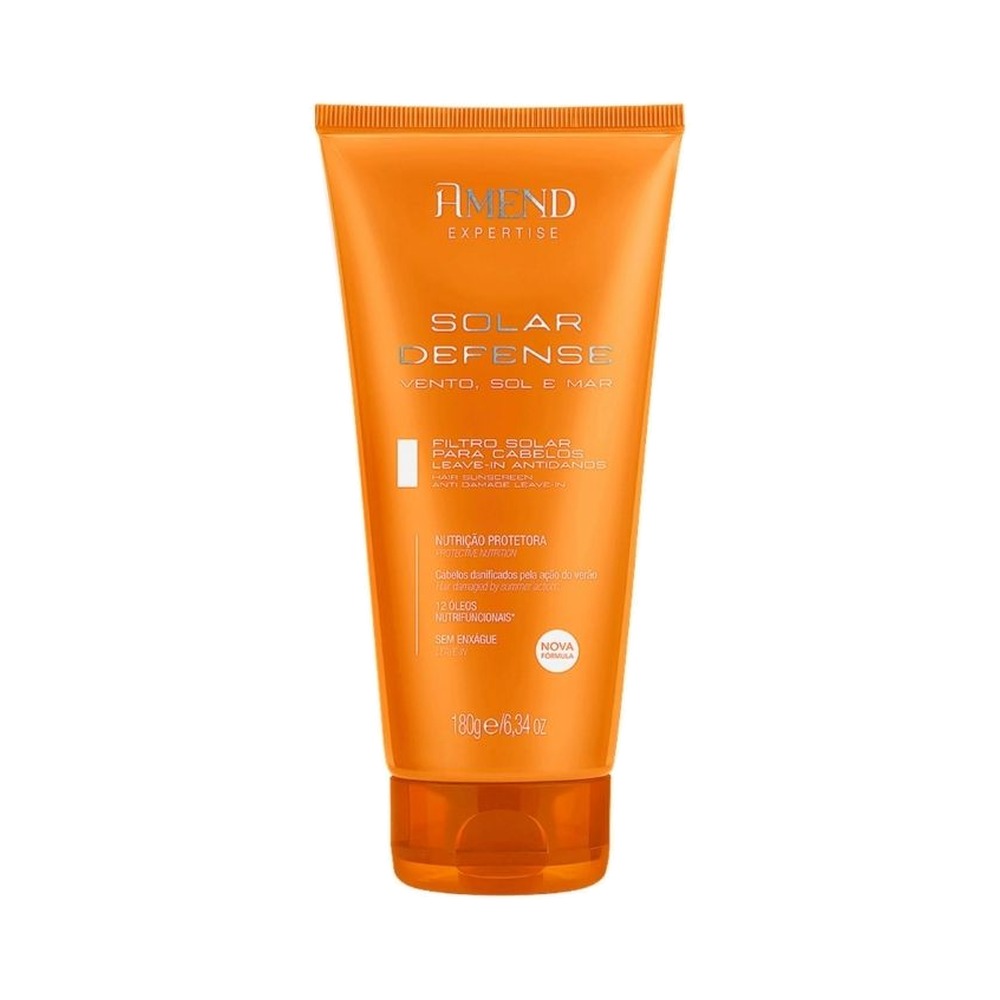 AMEND
EXPERTISE
SOLAR
DEFENSE
VENTO, SOL E MAR
FILTRO SOLAR
PARA CABELOS
LEAVE-IN ANTIDANOS
HAIR SUNSCREEN
ANTI DAMAGE LEAVE-IN
NUTRIÇÃO PROTETORA
PROTECTIVE NUTRITION
Cabelos danificados pela ação do verão
Hair damaged by summer action
12 ÓLEOS
NUTRIFUNCIONAIS*
SEM ENXÁGUE
LEAVE-IN
NOVA
FÓRMULA
180g℮/6,34 oz